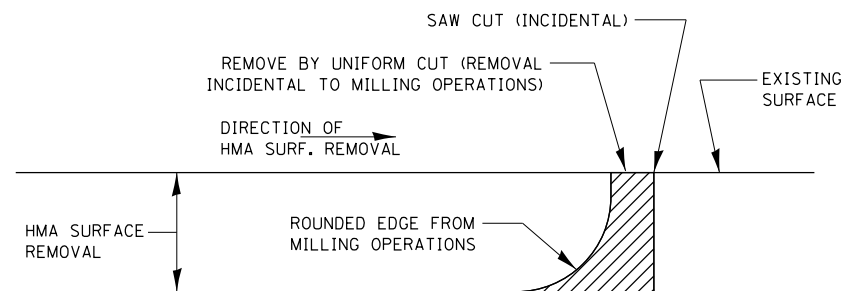 SAW CUT (INCIDENTAL)
REMOVE BY UNIFORM CUT (REMOVAL
INCIDENTAL TO MILLING OPERATIONS)
EXISTING
SURFACE
DIRECTION OF
HMA SURF. REMOVAL
ROUNDED EDGE FROM
MILLING OPERATIONS
HMA SURFACE
REMOVAL